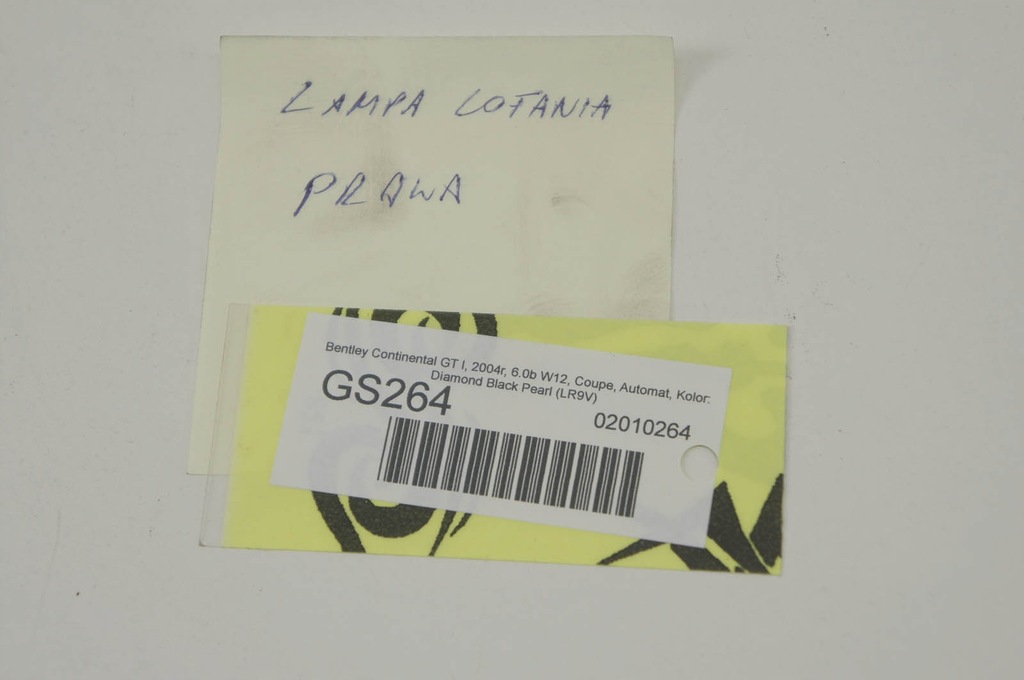 LAMPA LOTANIA
PRAWA
Bentley Continental GT I, 2004r, 6.0b W12, Coupe, Automat, Kolor:
Diamond Black Pearl (LR9V)
GS264
02010264